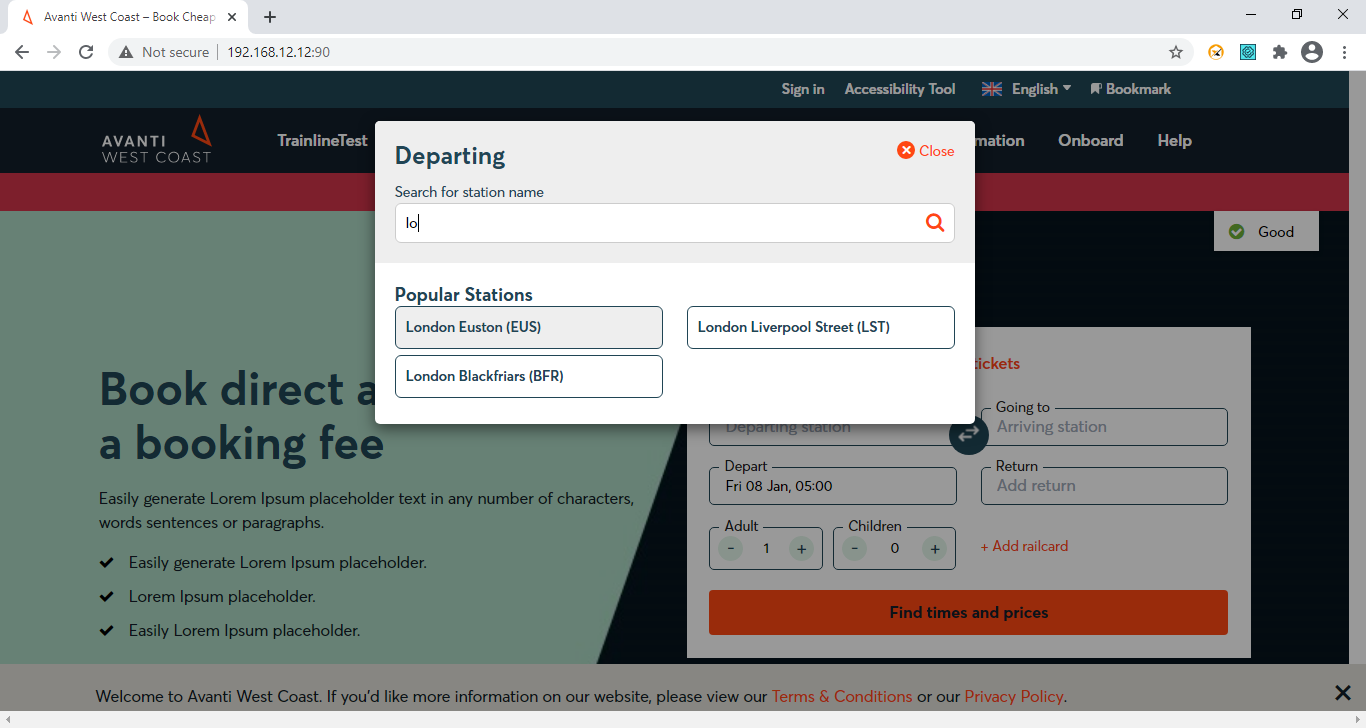 Avanti West Coast – Book Cheap
Not secure 192.168.12.12:90
Sign in Accessibility Tool English Bookmark
AVANTI
WEST COAST
TrainlineTest
mation Onboard Help
Departing
Close
Search for station name
lo
Good
Popular Stations
London Euston (EUS) London Liverpool Street (LST)
London Blackfriars (BFR)
tickets
Book direct a
a booking fee
Easily generate Lorem Ipsum placeholder text in any number of characters,
words sentences or paragraphs.
Easily generate Lorem Ipsum placeholder.
Lorem Ipsum placeholder.
Easily Lorem Ipsum placeholder.
Departing station
Going to
Arriving station
Depart
Fri 08 Jan, 05:00
Return
Add return
Adult
- 1 +
Children
- 0 +
+ Add railcard
Find times and prices
Welcome to Avanti West Coast. If you'd like more information on our website, please view our Terms & Conditions or our Privacy Policy.